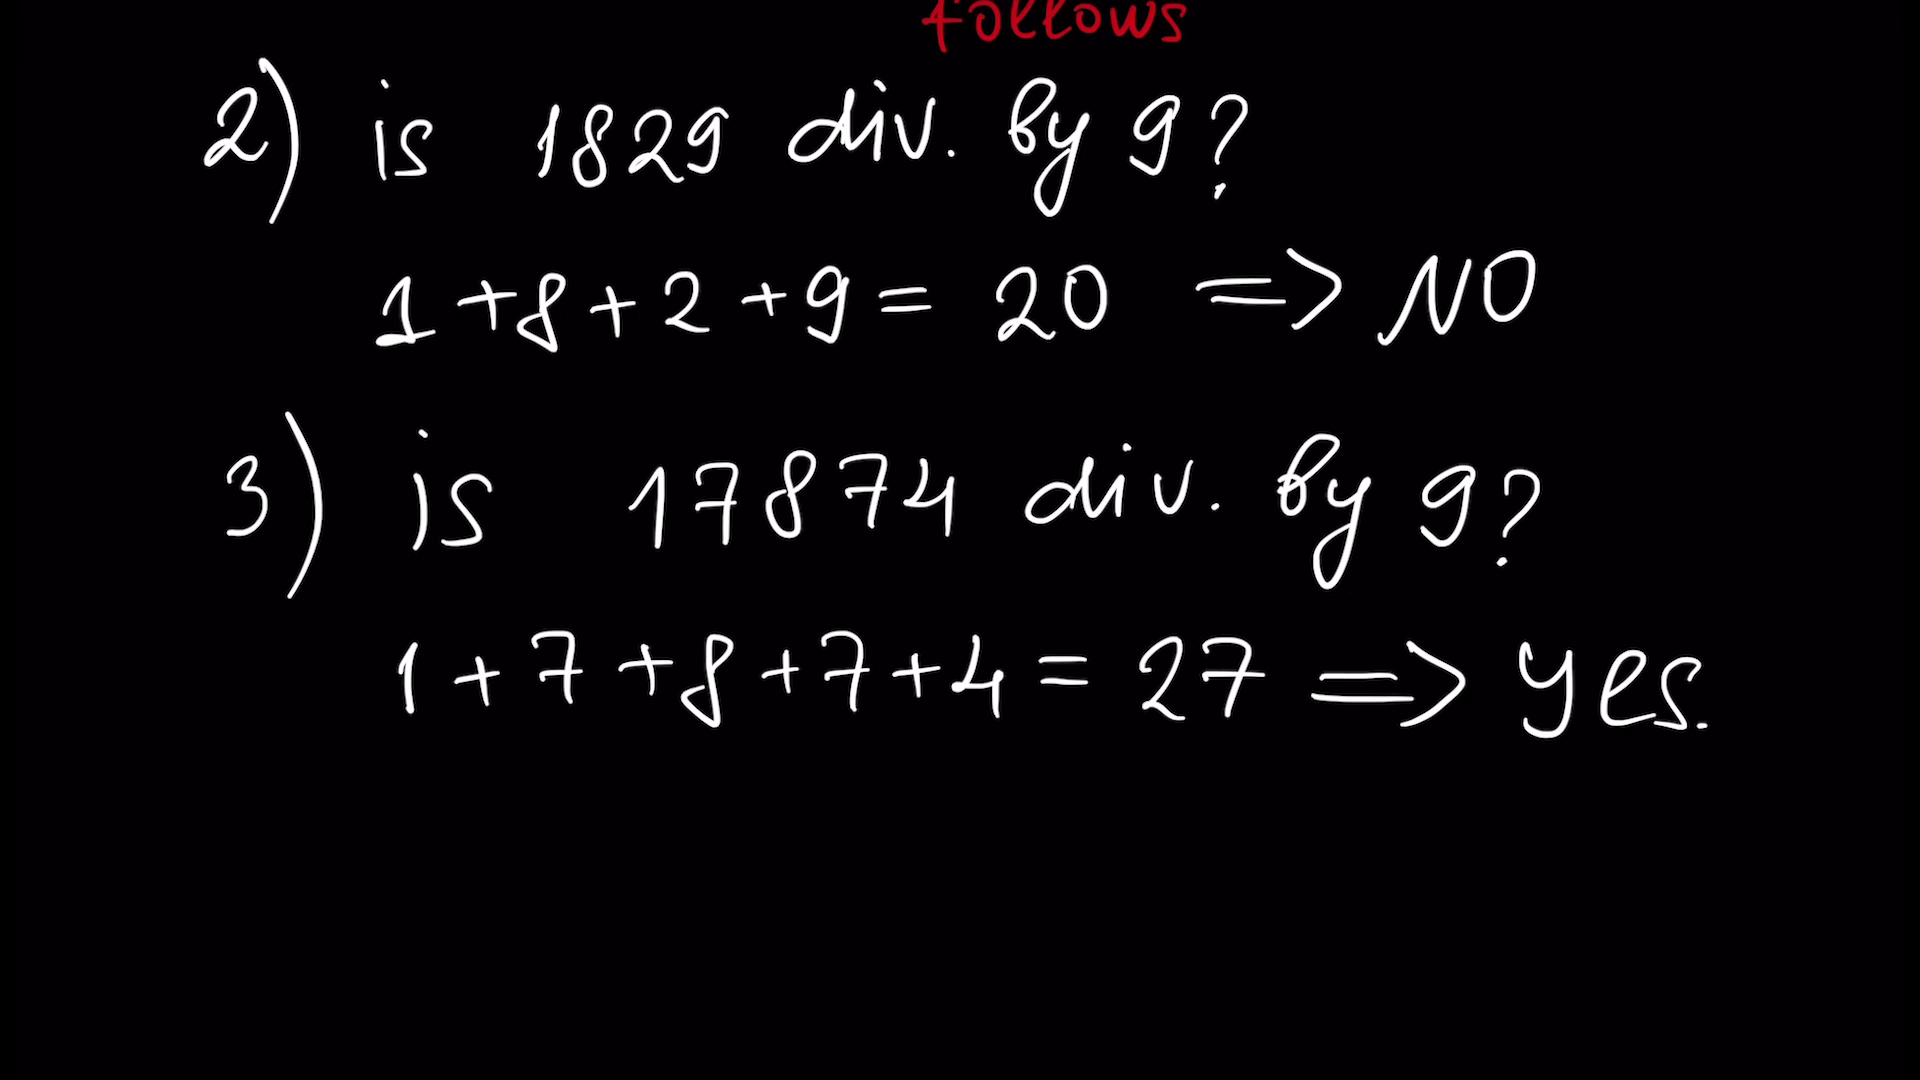 follows
2) is 1829 div. by 9?
1+8+2+9= 20 => NO
3) is 17874 div. by 9?
1+7+8+7+4= 27 => yes.